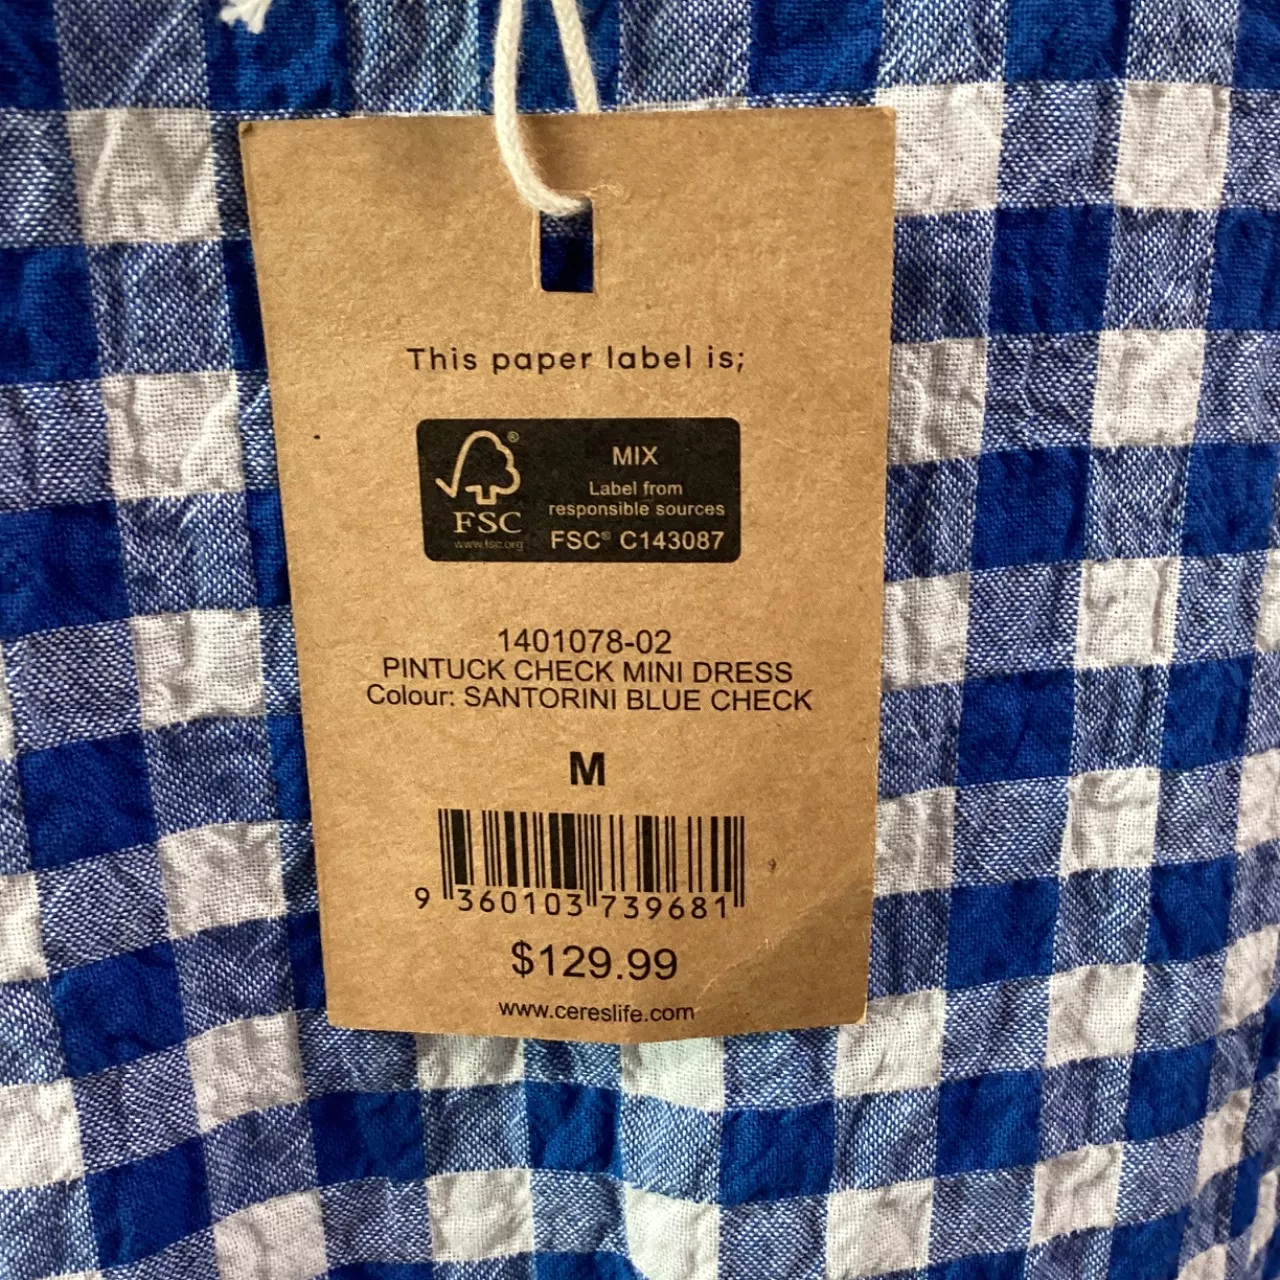 This paper label is;
FSC®
www.fsc.org
MIX
Label from
responsible sources
FSC® C143087
1401078-02
PINTUCK CHECK MINI DRESS
Colour: SANTORINI BLUE CHECK
M
9 360103 739681
$129.99
www.cereslife.com